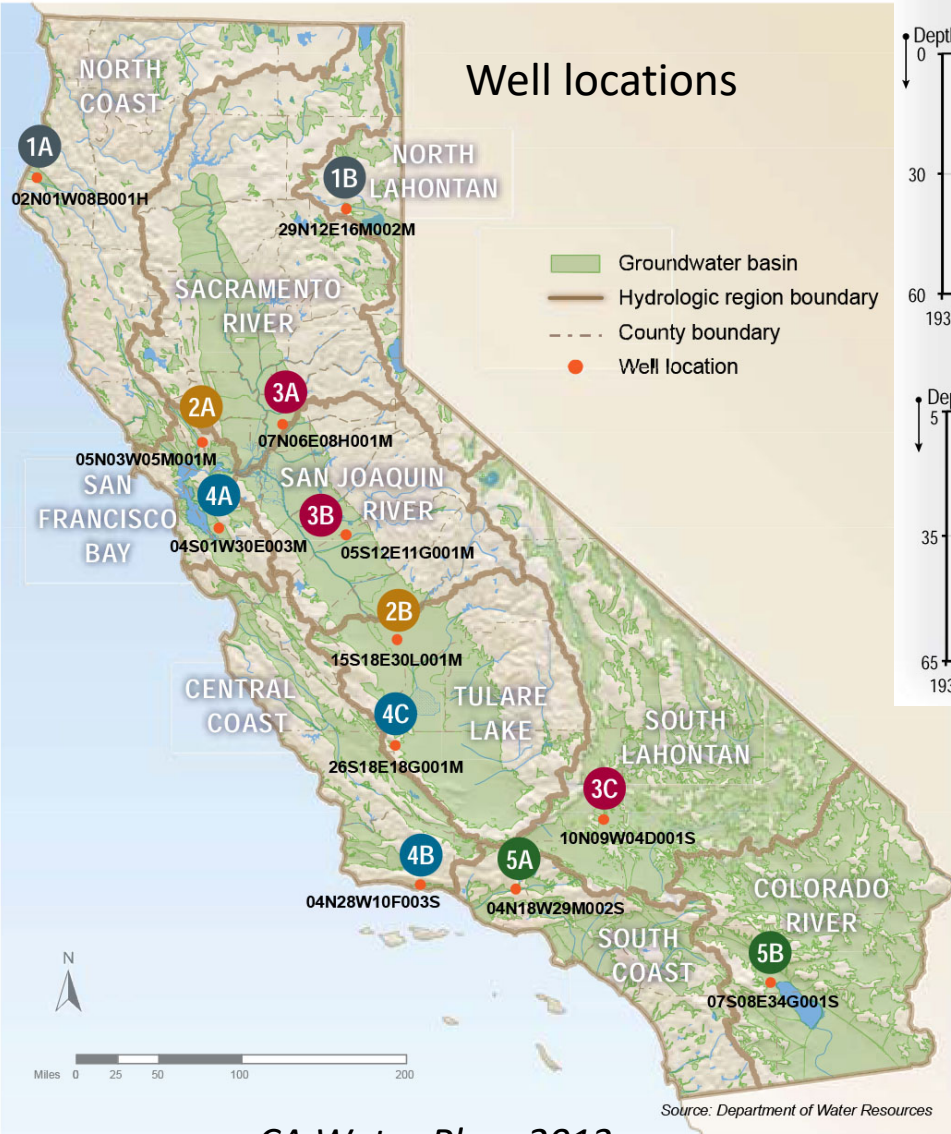 Well locations
NORTH
COAST
1A
02N01W08B001H
1B
NORTH
LAHONTAN
29N12E16M002M
Groundwater basin
Hydrologic region boundary
County boundary
Well location
SACRAMENTO
RIVER
2A
05N03W05M001M
3A
07N06E08H001M
SAN
FRANCISCO
BAY
4A
04S01W30E003M
SAN JOAQUIN
RIVER
3B
05S12E11G001M
2B
15S18E30L001M
CENTRAL
COAST
4C
26S18E18G001M
TULARE
LAKE
SOUTH
LAHONTAN
3C
10N09W04D001S
4B
04N28W10F003S
5A
04N18W29M002S
COLORADO
RIVER
SOUTH
COAST
5B
07S08E34G001S
N
Miles 0 25 50 100 200
Source: Department of Water Resources
0
30
60
5
35
65